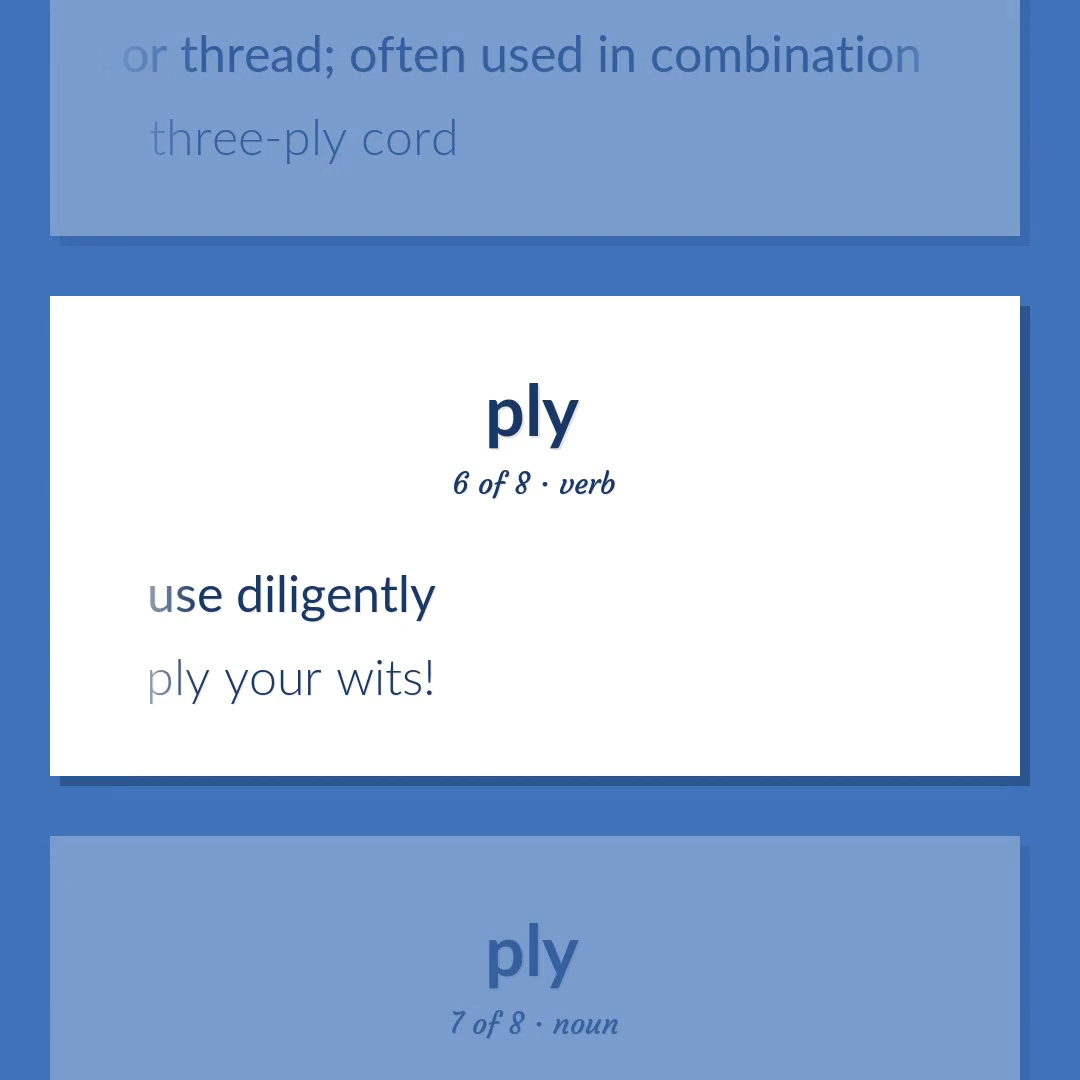 or thread; often used in combination
three-ply cord
ply
6 of 8 · verb
use diligently
ply your wits!
ply
7 of 8 · noun